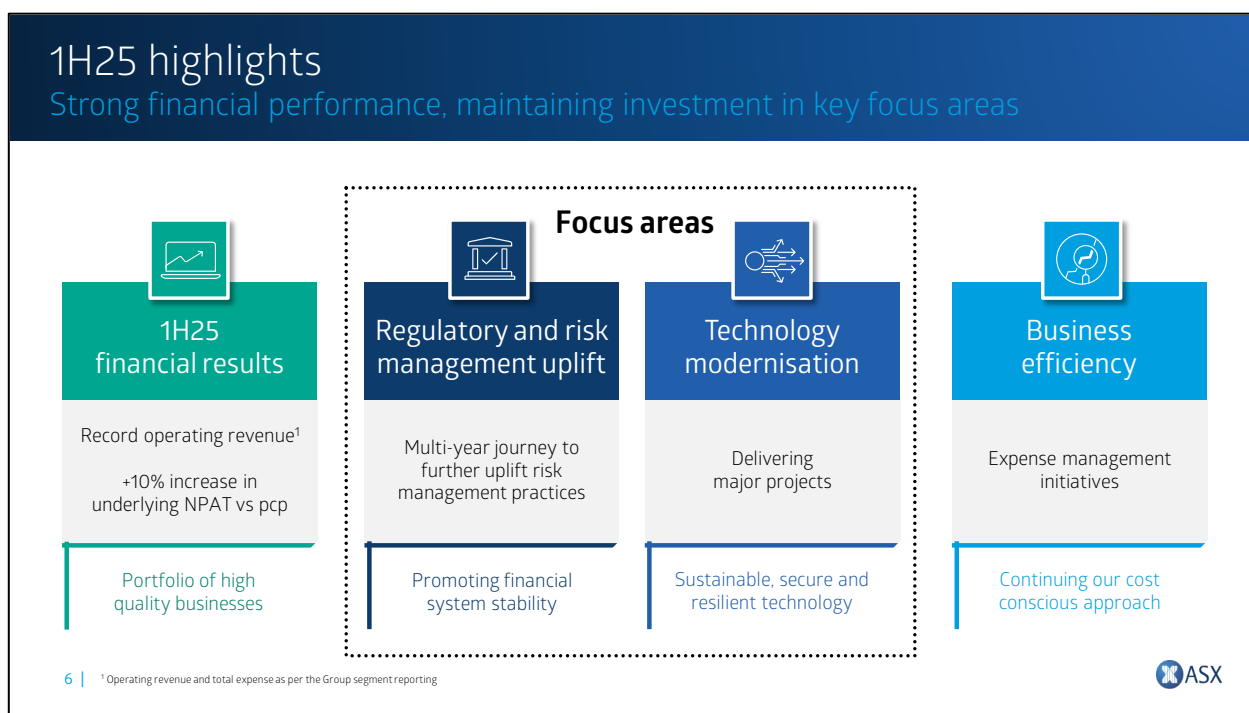 1H25 highlights
Strong financial performance, maintaining investment in key focus areas
Focus areas
1H25
financial results
Record operating revenue¹
+10% increase in
underlying NPAT vs pcp
Portfolio of high
quality businesses
Regulatory and risk
management uplift
Multi-year journey to
further uplift risk
management practices
Promoting financial
system stability
Technology
modernisation
Delivering
major projects
Sustainable, secure and
resilient technology
Business
efficiency
Expense management
initiatives
Continuing our cost
conscious approach
6 | ¹ Operating revenue and total expense as per the Group segment reporting
ASX